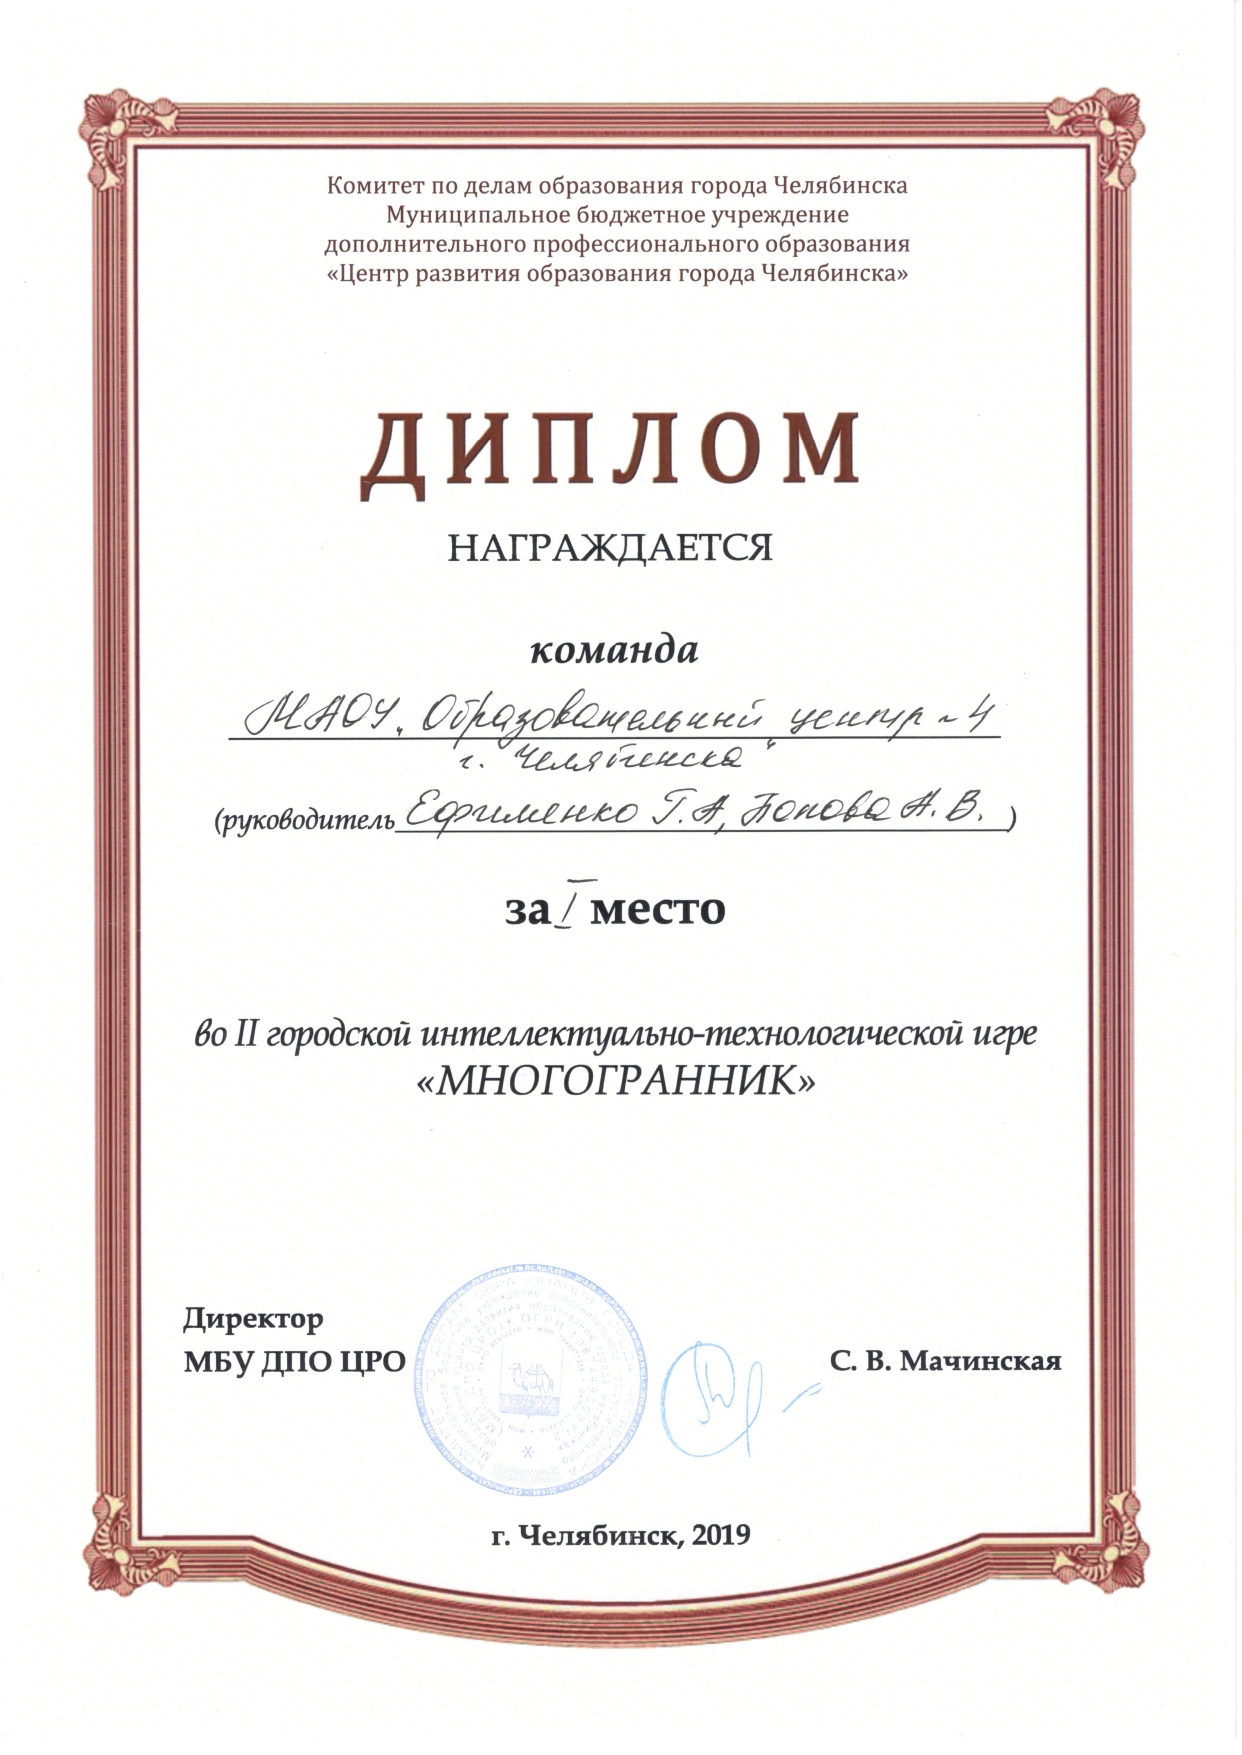 Комитет по делам образования города Челябинска
Муниципальное бюджетное учреждение
дополнительного профессионального образования
«Центр развития образования города Челябинска»
ДИПЛОМ
НАГРАЖДАЕТСЯ
команда
МАОУ „Образовательный центр №4
г. Челябинска“
(руководитель Ефименко Г.А, Попова А.В.)
за I место
во II городской интеллектуально-технологической игре
«МНОГОГРАННИК»
Директор
МБУ ДПО ЦРО
С. В. Мачинская
г. Челябинск, 2019